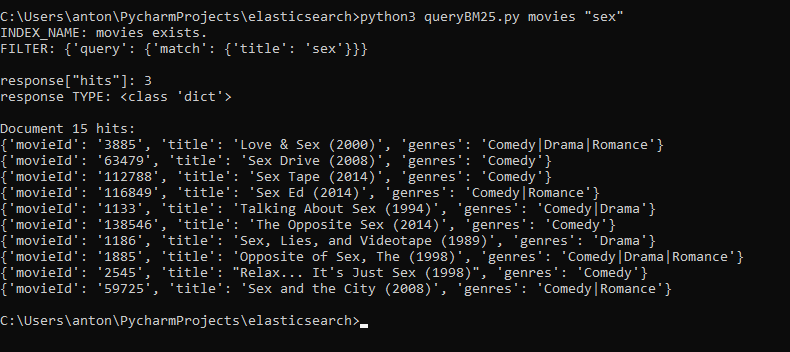 C:\Users\anton\PycharmProjects\elasticsearch>python3 queryBM25.py movies "sex"
INDEX_NAME: movies exists.
FILTER: {'query': {'match': {'title': 'sex'}}}
response["hits"]: 3
response TYPE: <class 'dict'>
Document 15 hits:
{'movieId': '3885', 'title': 'Love & Sex (2000)', 'genres': 'Comedy|Drama|Romance'}
{'movieId': '63479', 'title': 'Sex Drive (2008)', 'genres': 'Comedy'}
{'movieId': '112788', 'title': 'Sex Tape (2014)', 'genres': 'Comedy'}
{'movieId': '116849', 'title': 'Sex Ed (2014)', 'genres': 'Comedy|Romance'}
{'movieId': '1133', 'title': 'Talking About Sex (1994)', 'genres': 'Comedy|Drama'}
{'movieId': '138546', 'title': 'The Opposite Sex (2014)', 'genres': 'Comedy'}
{'movieId': '1186', 'title': 'Sex, Lies, and Videotape (1989)', 'genres': 'Drama'}
{'movieId': '1885', 'title': 'Opposite of Sex, The (1998)', 'genres': 'Comedy|Drama|Romance'}
{'movieId': '2545', 'title': "Relax... It's Just Sex (1998)", 'genres': 'Comedy'}
{'movieId': '59725', 'title': 'Sex and the City (2008)', 'genres': 'Comedy|Romance'}
C:\Users\anton\PycharmProjects\elasticsearch>